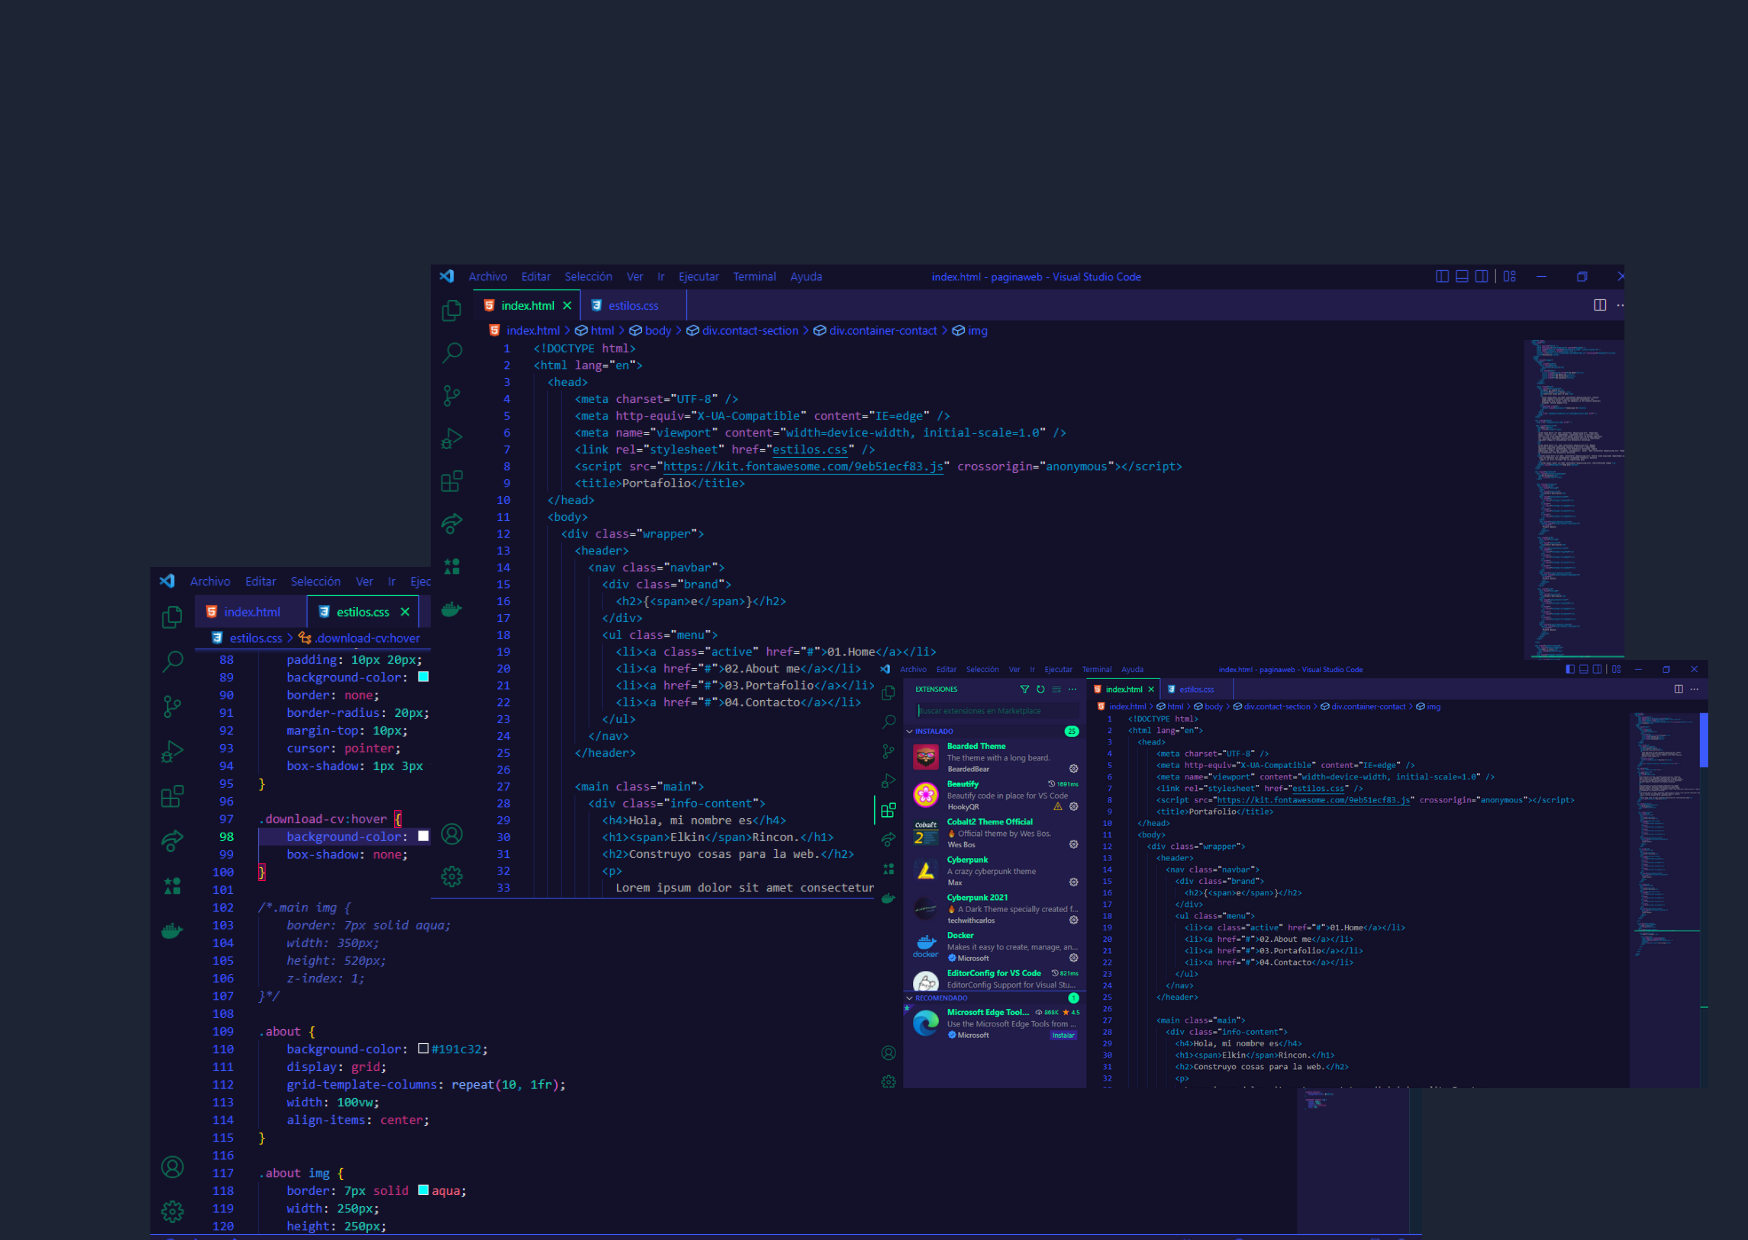 Archivo Editar Selección Ver Ir Ejecutar Terminal Ayuda
index.html - paginaweb - Visual Studio Code
index.html estilos.css
index.html > html > body > div.contact-section > div.container-contact > img
1 <!DOCTYPE html>
2 <html lang="en">
3 <head>
4 <meta charset="UTF-8" />
5 <meta http-equiv="X-UA-Compatible" content="IE=edge" />
6 <meta name="viewport" content="width=device-width, initial-scale=1.0" />
7 <link rel="stylesheet" href="estilos.css" />
8 <script src="https://kit.fontawesome.com/9eb51ecf83.js" crossorigin="anonymous"></script>
9 <title>Portafolio</title>
10 </head>
11 <body>
12 <div class="wrapper">
13 <header>
14 <nav class="navbar">
15 <div class="brand">
16 <h2>{<span>e</span>}</h2>
17 </div>
18 <ul class="menu">
19 <li><a class="active" href="#">01.Home</a></li>
20 <li><a href="#">02.About me</a></li>
21 <li><a href="#">03.Portafolio</a></li>
22 <li><a href="#">04.Contacto</a></li>
23 </ul>
24 </nav>
25 </header>
26
27 <main class="main">
28 <div class="info-content">
29 <h4>Hola, mi nombre es</h4>
30 <h1><span>Elkin</span>Rincon.</h1>
31 <h2>Construyo cosas para la web.</h2>
32 <p>
33 Lorem ipsum dolor sit amet consectetur
Archivo Editar Selección Ver Ir Ejec
index.html estilos.css
estilos.css > .download-cv:hover
88 padding: 10px 20px;
89 background-color:
90 border: none;
91 border-radius: 20px;
92 margin-top: 10px;
93 cursor: pointer;
94 box-shadow: 1px 3px
95 }
96
97 .download-cv:hover {
98 background-color:
99 box-shadow: none;
100 }
101
102 /*.main img {
103 border: 7px solid aqua;
104 width: 350px;
105 height: 520px;
106 z-index: 1;
107 }*/
108
109 .about {
110 background-color: #191c32;
111 display: grid;
112 grid-template-columns: repeat(10, 1fr);
113 width: 100vw;
114 align-items: center;
115 }
116
117 .about img {
118 border: 7px solid aqua;
119 width: 250px;
120 height: 250px;
Archivo Editar Selección Ver Ir Ejecutar Terminal Ayuda
index.html - paginaweb - Visual Studio Code
EXTENSIONES
Buscar extensiones en Marketplace
INSTALADO 25
Bearded Theme
The theme with a long beard.
BeardedBear
Beautify 1691ms
Beautify code in place for VS Code
HookyQR
Cobalt2 Theme Official
Official theme by Wes Bos.
Wes Bos
Cyberpunk
A crazy cyberpunk theme
Max
Cyberpunk 2021
A Dark Theme specially created f...
techwithcarlos
Docker
Makes it easy to create, manage, an...
Microsoft
EditorConfig for VS Code 821ms
EditorConfig Support for Visual Stu...
RECOMENDADO 1
Microsoft Edge Tool... 866K 4.5
Use the Microsoft Edge Tools from ...
Microsoft Instalar
index.html estilos.css
index.html > html > body > div.contact-section > div.container-contact > img
1 <!DOCTYPE html>
2 <html lang="en">
3 <head>
4 <meta charset="UTF-8" />
5 <meta http-equiv="X-UA-Compatible" content="IE=edge" />
6 <meta name="viewport" content="width=device-width, initial-scale=1.0" />
7 <link rel="stylesheet" href="estilos.css" />
8 <script src="https://kit.fontawesome.com/9eb51ecf83.js" crossorigin="anonymous"></script>
9 <title>Portafolio</title>
10 </head>
11 <body>
12 <div class="wrapper">
13 <header>
14 <nav class="navbar">
15 <div class="brand">
16 <h2>{<span>e</span>}</h2>
17 </div>
18 <ul class="menu">
19 <li><a class="active" href="#">01.Home</a></li>
20 <li><a href="#">02.About me</a></li>
21 <li><a href="#">03.Portafolio</a></li>
22 <li><a href="#">04.Contacto</a></li>
23 </ul>
24 </nav>
25 </header>
26
27 <main class="main">
28 <div class="info-content">
29 <h4>Hola, mi nombre es</h4>
30 <h1><span>Elkin</span>Rincon.</h1>
31 <h2>Construyo cosas para la web.</h2>
32 <p>